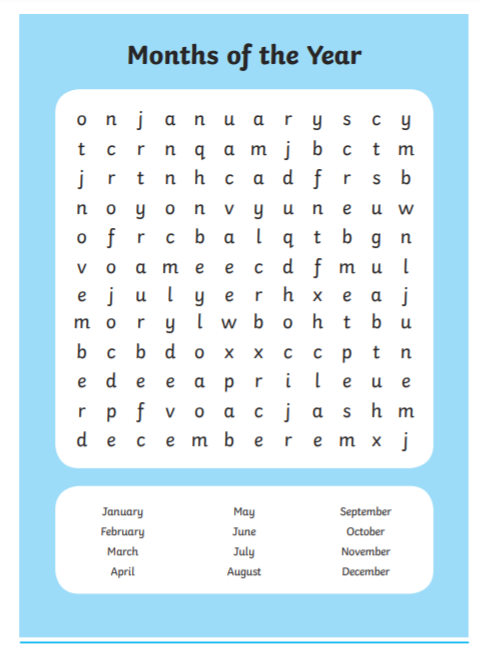 Months of the Year
o n j a n u a r y s c y
t c r n q a m j b c t m
j r t n h c a d f r s b
n o y o n v y u n e u w
o f r c b a l q t b g n
v o a m e e c d f m u l
e j u l y e r h x e a j
m o r y l w b o h t b u
b c b d o x x c c p t n
e d e e a p r i l e u e
r p f v o a c j a s h m
d e c e m b e r e m x j
January May September
February June October
March July November
April August December